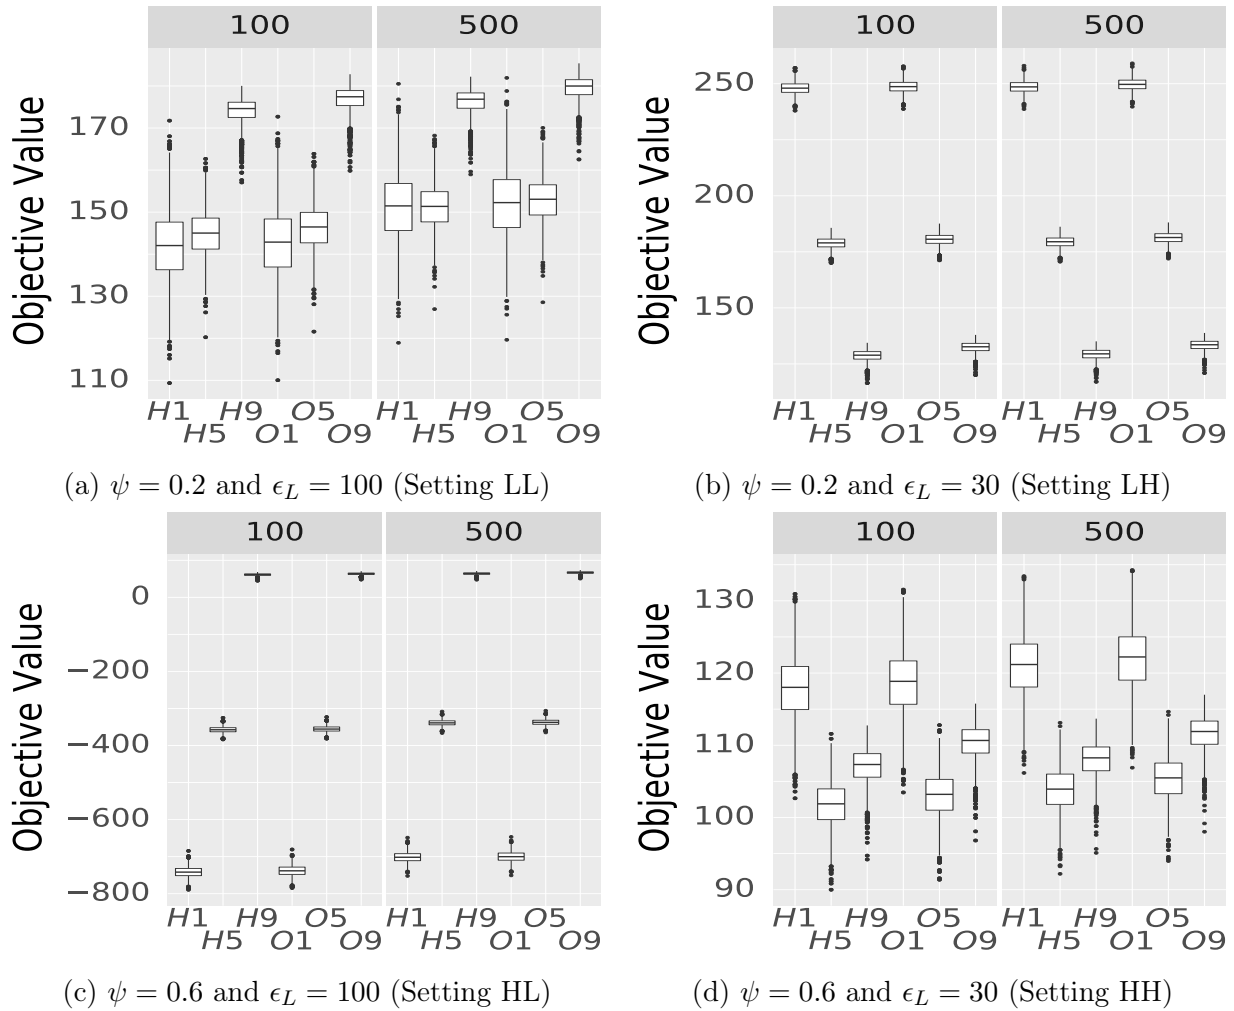 100 500
Objective Value
170
150
130
110
H1 H9 O5 H1 H9 O5
H5 O1 O9 H5 O1 O9
(a) ψ = 0.2 and ϵ_L = 100 (Setting LL)
100 500
Objective Value
250
200
150
H1 H9 O5 H1 H9 O5
H5 O1 O9 H5 O1 O9
(b) ψ = 0.2 and ϵ_L = 30 (Setting LH)
100 500
Objective Value
0
−200
−400
−600
−800
H1 H9 O5 H1 H9 O5
H5 O1 O9 H5 O1 O9
(c) ψ = 0.6 and ϵ_L = 100 (Setting HL)
100 500
Objective Value
130
120
110
100
90
H1 H9 O5 H1 H9 O5
H5 O1 O9 H5 O1 O9
(d) ψ = 0.6 and ϵ_L = 30 (Setting HH)